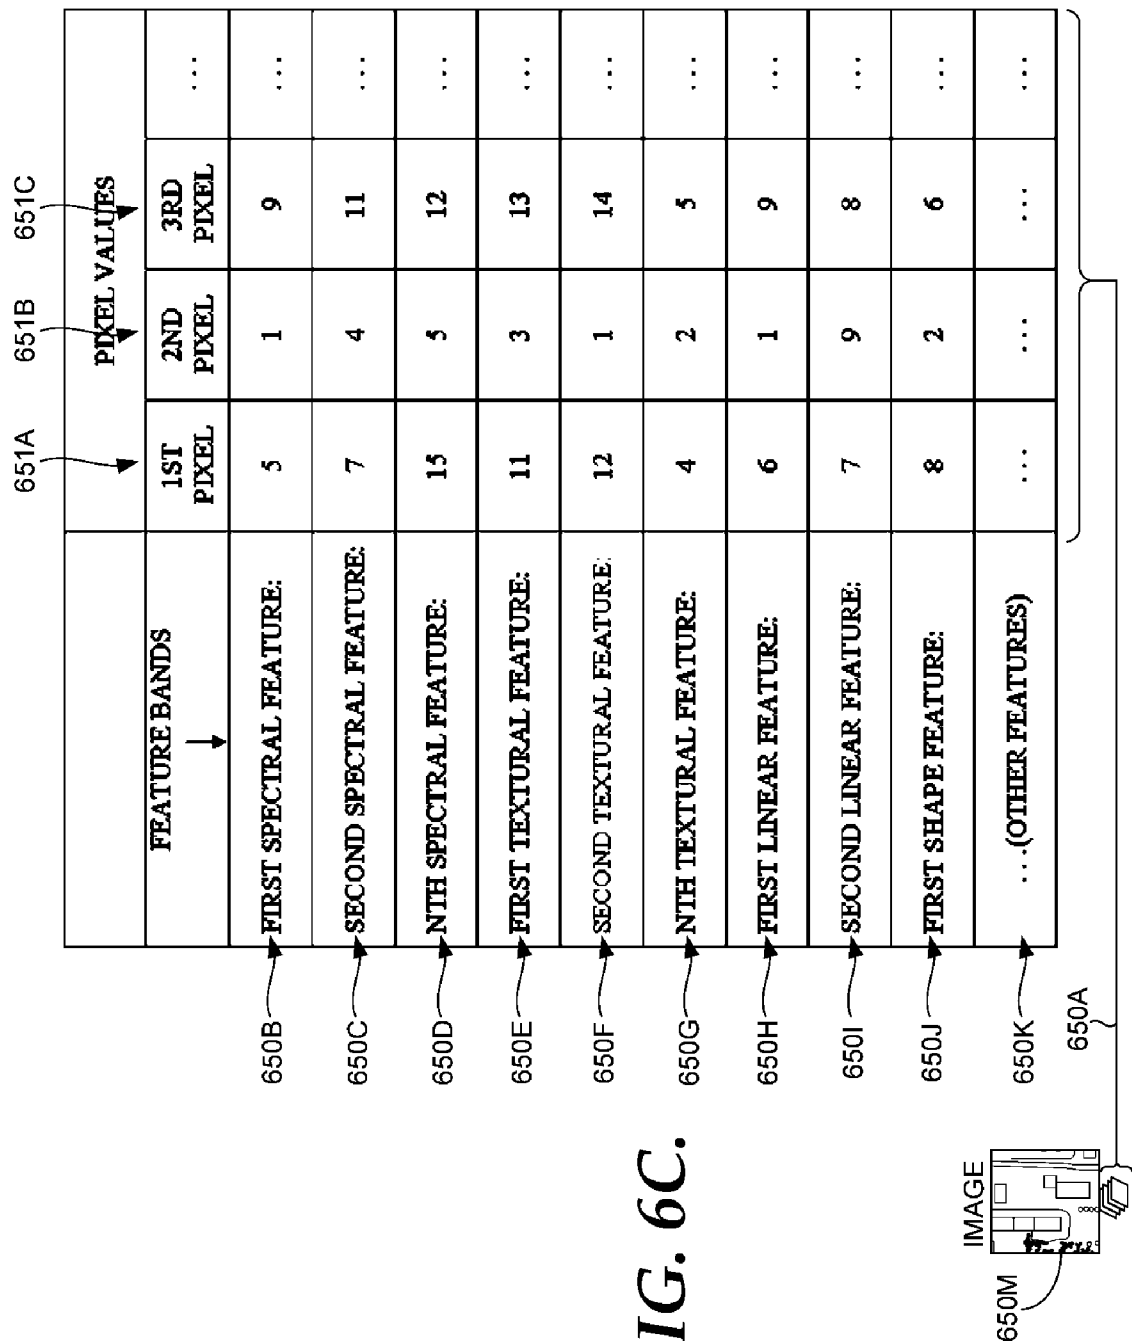 651A
651B
651C
PIXEL VALUES
FEATURE BANDS
1ST
PIXEL
2ND
PIXEL
3RD
PIXEL
...
650B
FIRST SPECTRAL FEATURE: 5 1 9 ...
650C
SECOND SPECTRAL FEATURE: 7 4 11 ...
650D
NTH SPECTRAL FEATURE: 15 5 12 ...
650E
FIRST TEXTURAL FEATURE: 11 3 13 ...
650F
SECOND TEXTURAL FEATURE: 12 1 14 ...
650G
NTH TEXTURAL FEATURE: 4 2 5 ...
650H
FIRST LINEAR FEATURE: 6 1 9 ...
650I
SECOND LINEAR FEATURE: 7 9 8 ...
650J
FIRST SHAPE FEATURE: 8 2 6 ...
650K
...(OTHER FEATURES) ... ... ... ...
650A
IMAGE
650M
IG. 6C.